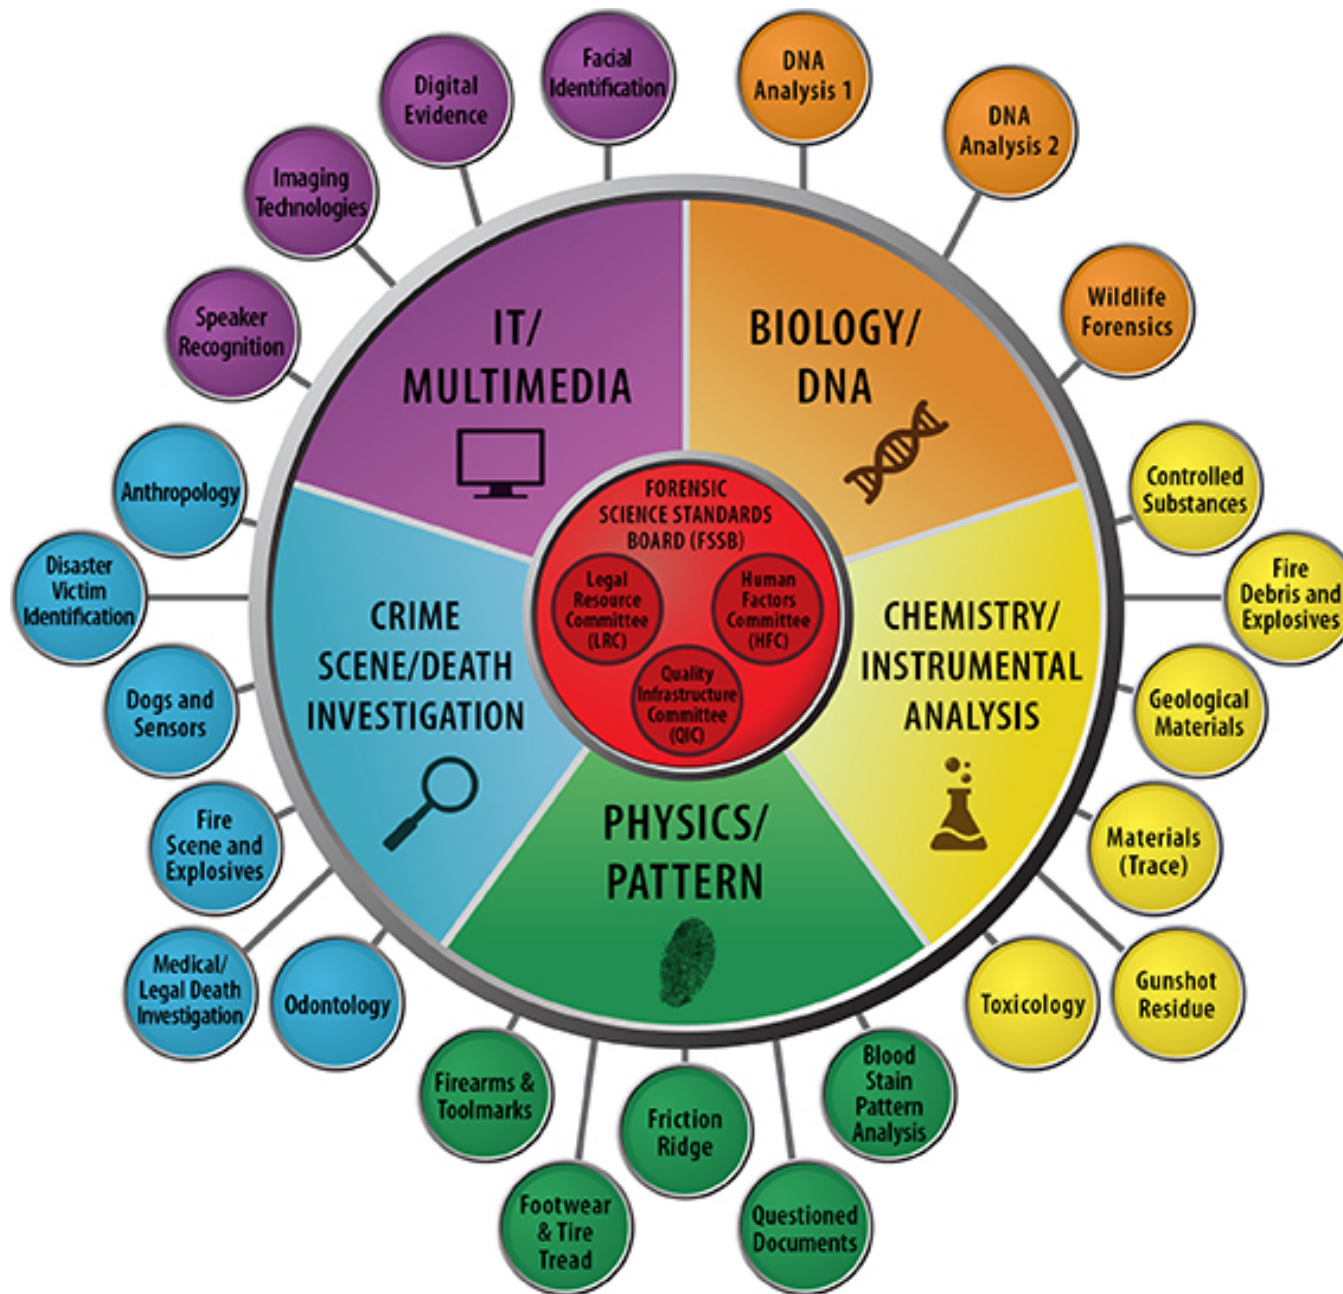 Facial
Identification
DNA
Analysis 1
Digital
Evidence
DNA
Analysis 2
Imaging
Technologies
Wildlife
Forensics
Speaker
Recognition
IT/
MULTIMEDIA
BIOLOGY/
DNA
Anthropology
Controlled
Substances
FORENSIC
SCIENCE STANDARDS
BOARD (FSSB)
Legal
Resource
Committee
(LRC)
Human
Factors
Committee
(HFC)
Quality
Infrastructure
Committee
(QIC)
Disaster
Victim
Identification
Fire
Debris and
Explosives
CRIME
SCENE/DEATH
INVESTIGATION
CHEMISTRY/
INSTRUMENTAL
ANALYSIS
Dogs and
Sensors
Geological
Materials
Fire
Scene and
Explosives
PHYSICS/
PATTERN
Materials
(Trace)
Medical/
Legal Death
Investigation
Odontology
Toxicology
Gunshot
Residue
Firearms &
Toolmarks
Friction
Ridge
Blood
Stain
Pattern
Analysis
Footwear
& Tire
Tread
Questioned
Documents